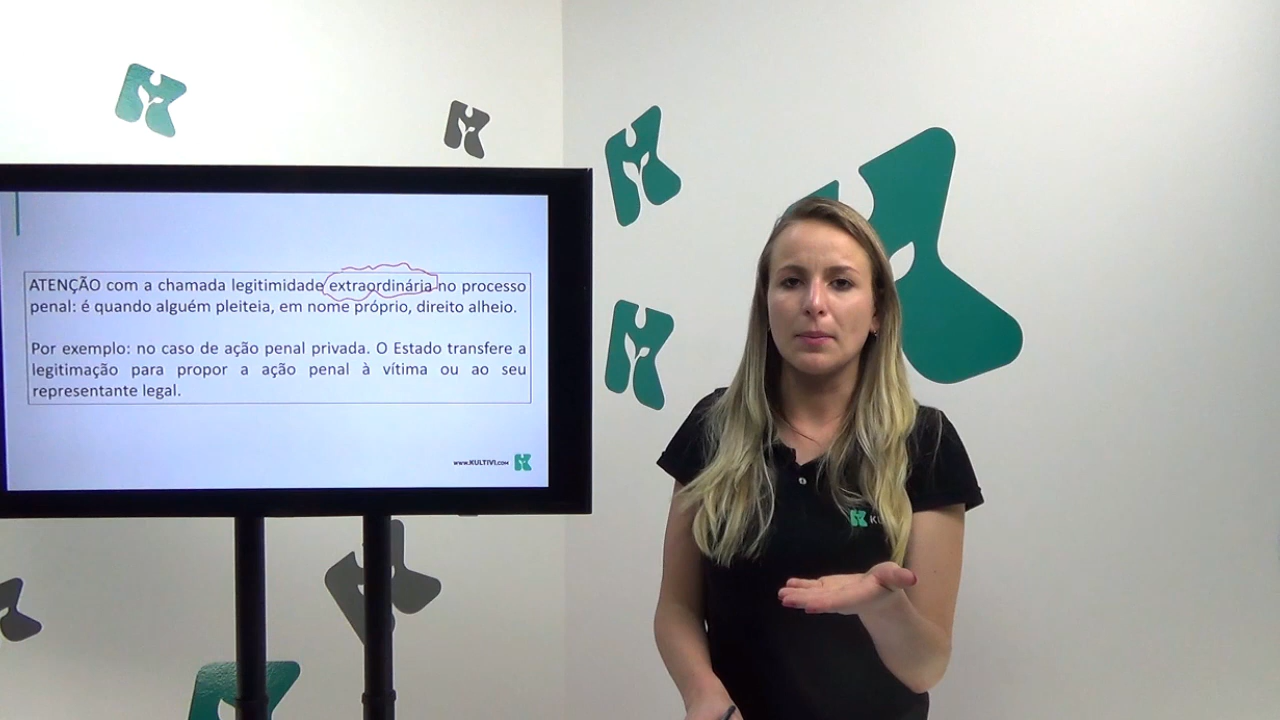 ATENÇÃO com a chamada legitimidade extraordinária no processo
penal: é quando alguém pleiteia, em nome próprio, direito alheio.
Por exemplo: no caso de ação penal privada. O Estado transfere a
legitimação para propor a ação penal à vítima ou ao seu
representante legal.
www.KULTIVI.com